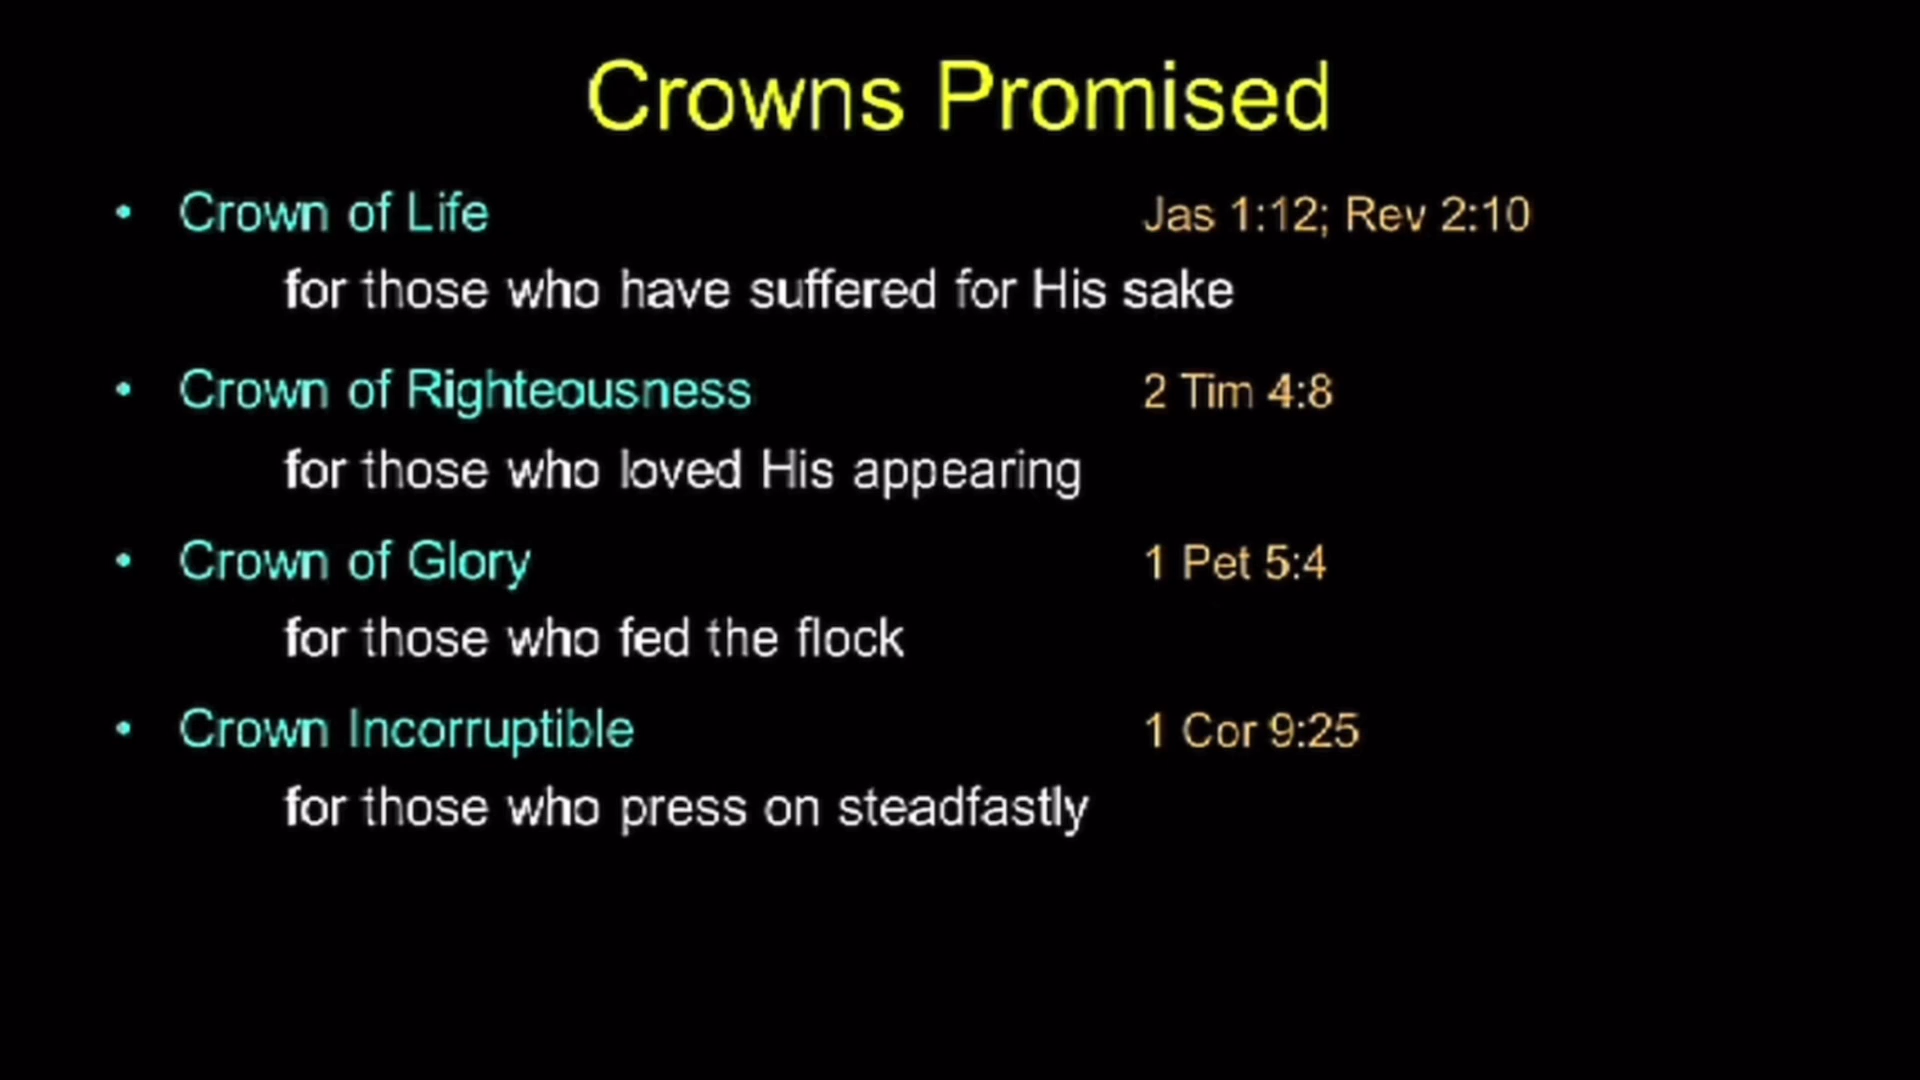 Crowns Promised
• Crown of Life Jas 1:12; Rev 2:10
for those who have suffered for His sake
• Crown of Righteousness 2 Tim 4:8
for those who loved His appearing
• Crown of Glory 1 Pet 5:4
for those who fed the flock
• Crown Incorruptible 1 Cor 9:25
for those who press on steadfastly